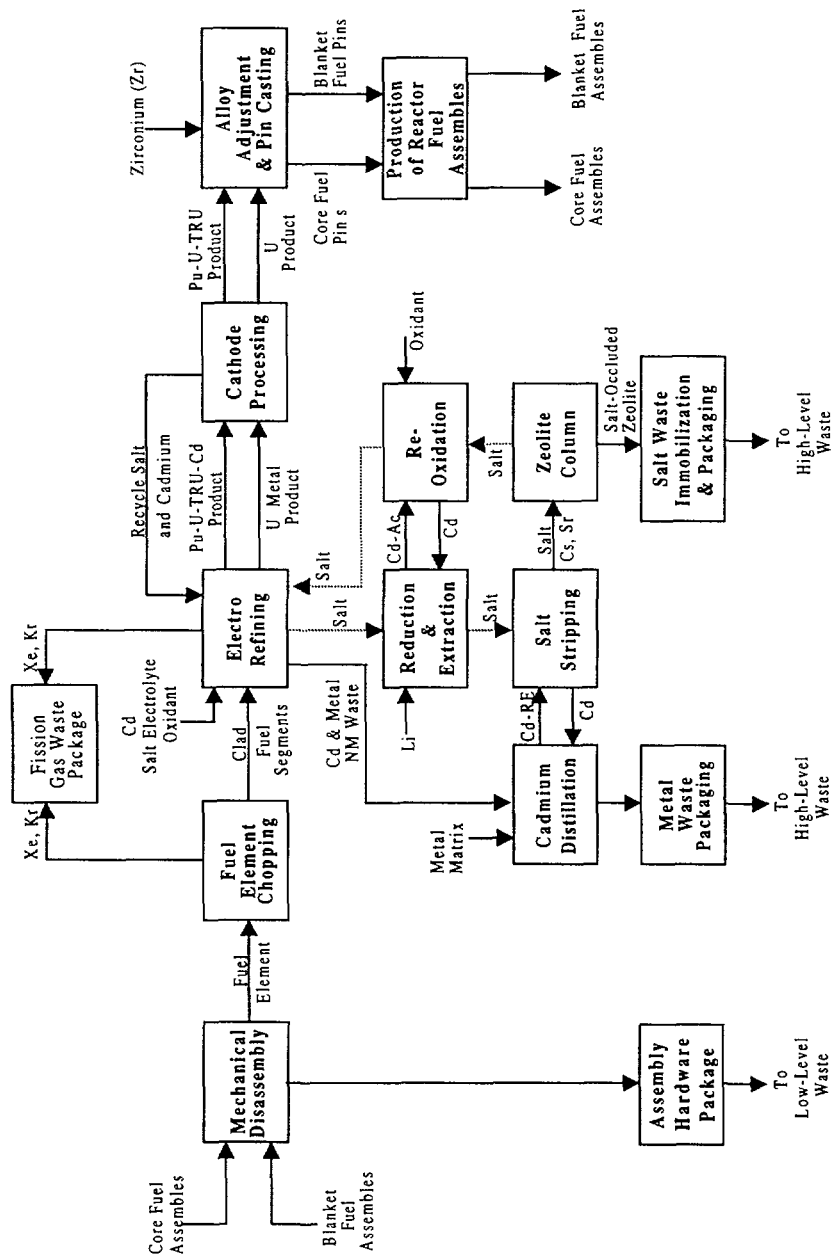 Core Fuel
Assembles
Blanket
Fuel
Assembles
Mechanical
Disassembly
Fuel
Element
Fuel
Element
Chopping
Xe, Kr
Fission
Gas Waste
Package
Xe, Kr
Clad
Fuel
Segments
Cd
Salt Electrolyte
Oxidant
Electro
Refining
Recycle Salt
and Cadmium
Pu-U-TRU-Cd
Product
U Metal
Product
Cathode
Processing
Pu-U-TRU
Product
U
Product
Zirconium (Zr)
Alloy
Adjustment
& Pin Casting
Core Fuel
Pin s
Blanket
Fuel Pins
Production
of Reactor
Fuel
Assembles
Core Fuel
Assembles
Blanket Fuel
Assembles
Salt
Salt
Cd & Metal
NM Waste
Li
Reduction
&
Extraction
Cd-Ac
Cd
Re-
Oxidation
Oxidant
Salt
Salt
Metal
Matrix
Cadmium
Distillation
Cd-RE
Cd
Salt
Stripping
Salt
Cs, Sr
Zeolite
Column
Salt-Occluded
Zeolite
Assembly
Hardware
Package
To
Low-Level
Waste
Metal
Waste
Packaging
To
High-Level
Waste
Salt Waste
Immobilization
& Packaging
To
High-Level
Waste